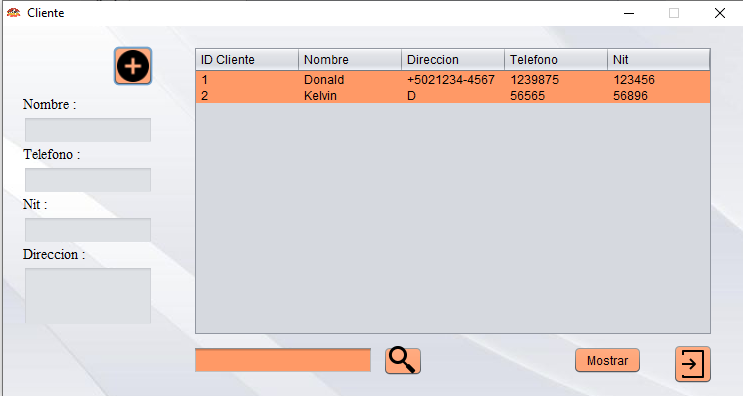 Cliente
Nombre :
Telefono :
Nit :
Direccion :
ID Cliente Nombre Direccion Telefono Nit
1 Donald +5021234-4567 1239875 123456
2 Kelvin D 56565 56896
Mostrar